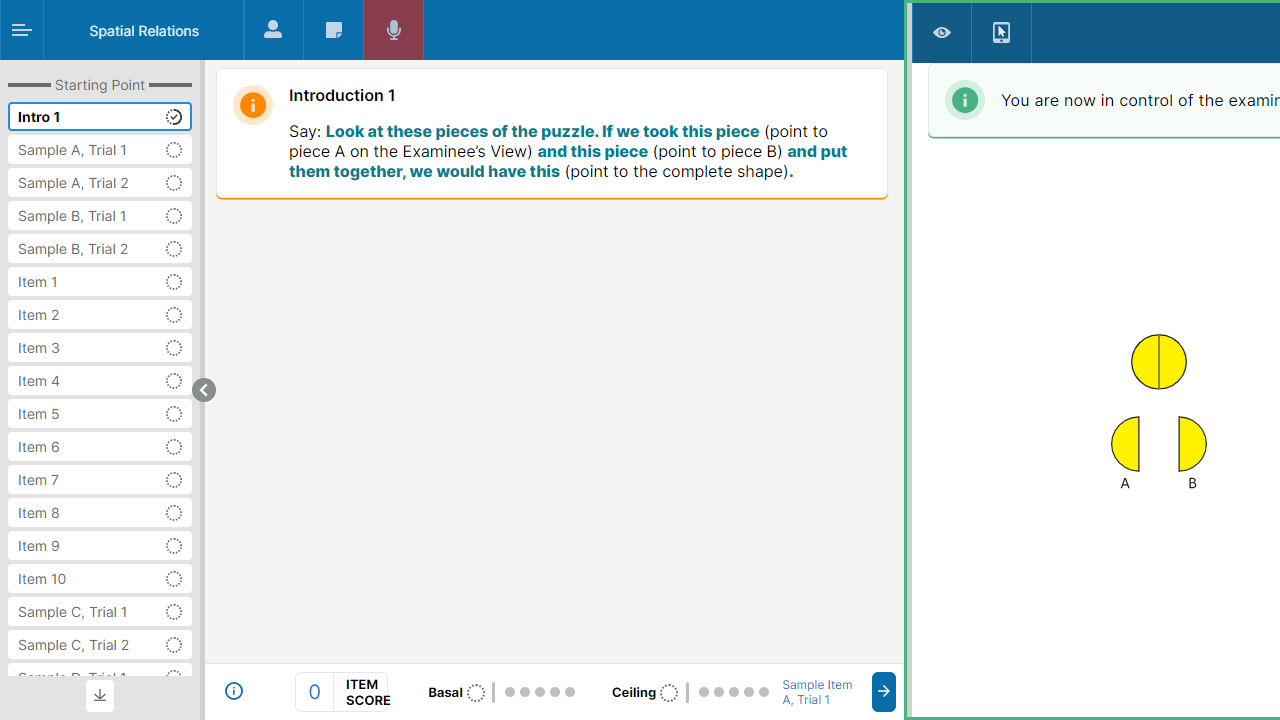 Spatial Relations
Starting Point
Intro 1
Sample A, Trial 1
Sample A, Trial 2
Sample B, Trial 1
Sample B, Trial 2
Item 1
Item 2
Item 3
Item 4
Item 5
Item 6
Item 7
Item 8
Item 9
Item 10
Sample C, Trial 1
Sample C, Trial 2
Introduction 1
Say: Look at these pieces of the puzzle. If we took this piece (point to
piece A on the Examinee’s View) and this piece (point to piece B) and put
them together, we would have this (point to the complete shape).
0
ITEM
SCORE
Basal
Ceiling
Sample Item
A, Trial 1
You are now in control of the
A
B